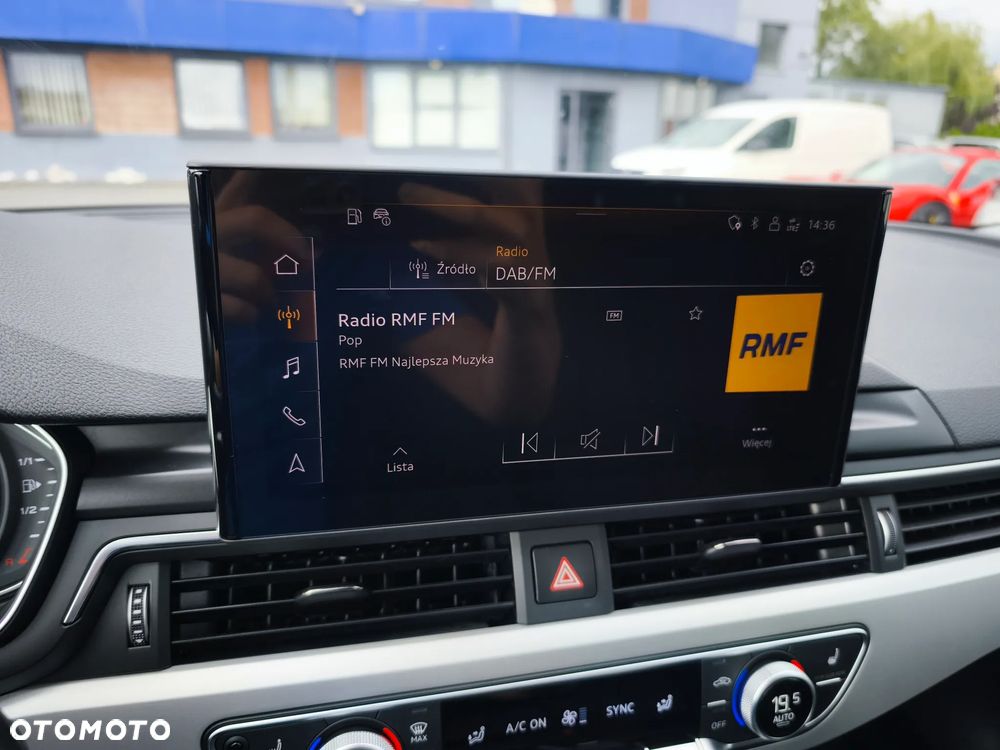 14:36
Radio
Źródło
DAB/FM
Radio RMF FM
FM
Pop
RMF FM Najlepsza Muzyka
RMF
Więcej
Lista
1/1
1/2
R
A/C ON
SYNC
MAX
OFF
19.5
AUTO
OTOMOTO